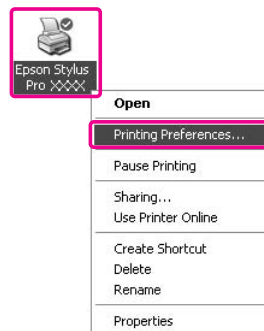 Epson Stylus
Pro XXXX
Open
Printing Preferences...
Pause Printing
Sharing...
Use Printer Online
Create Shortcut
Delete
Rename
Properties